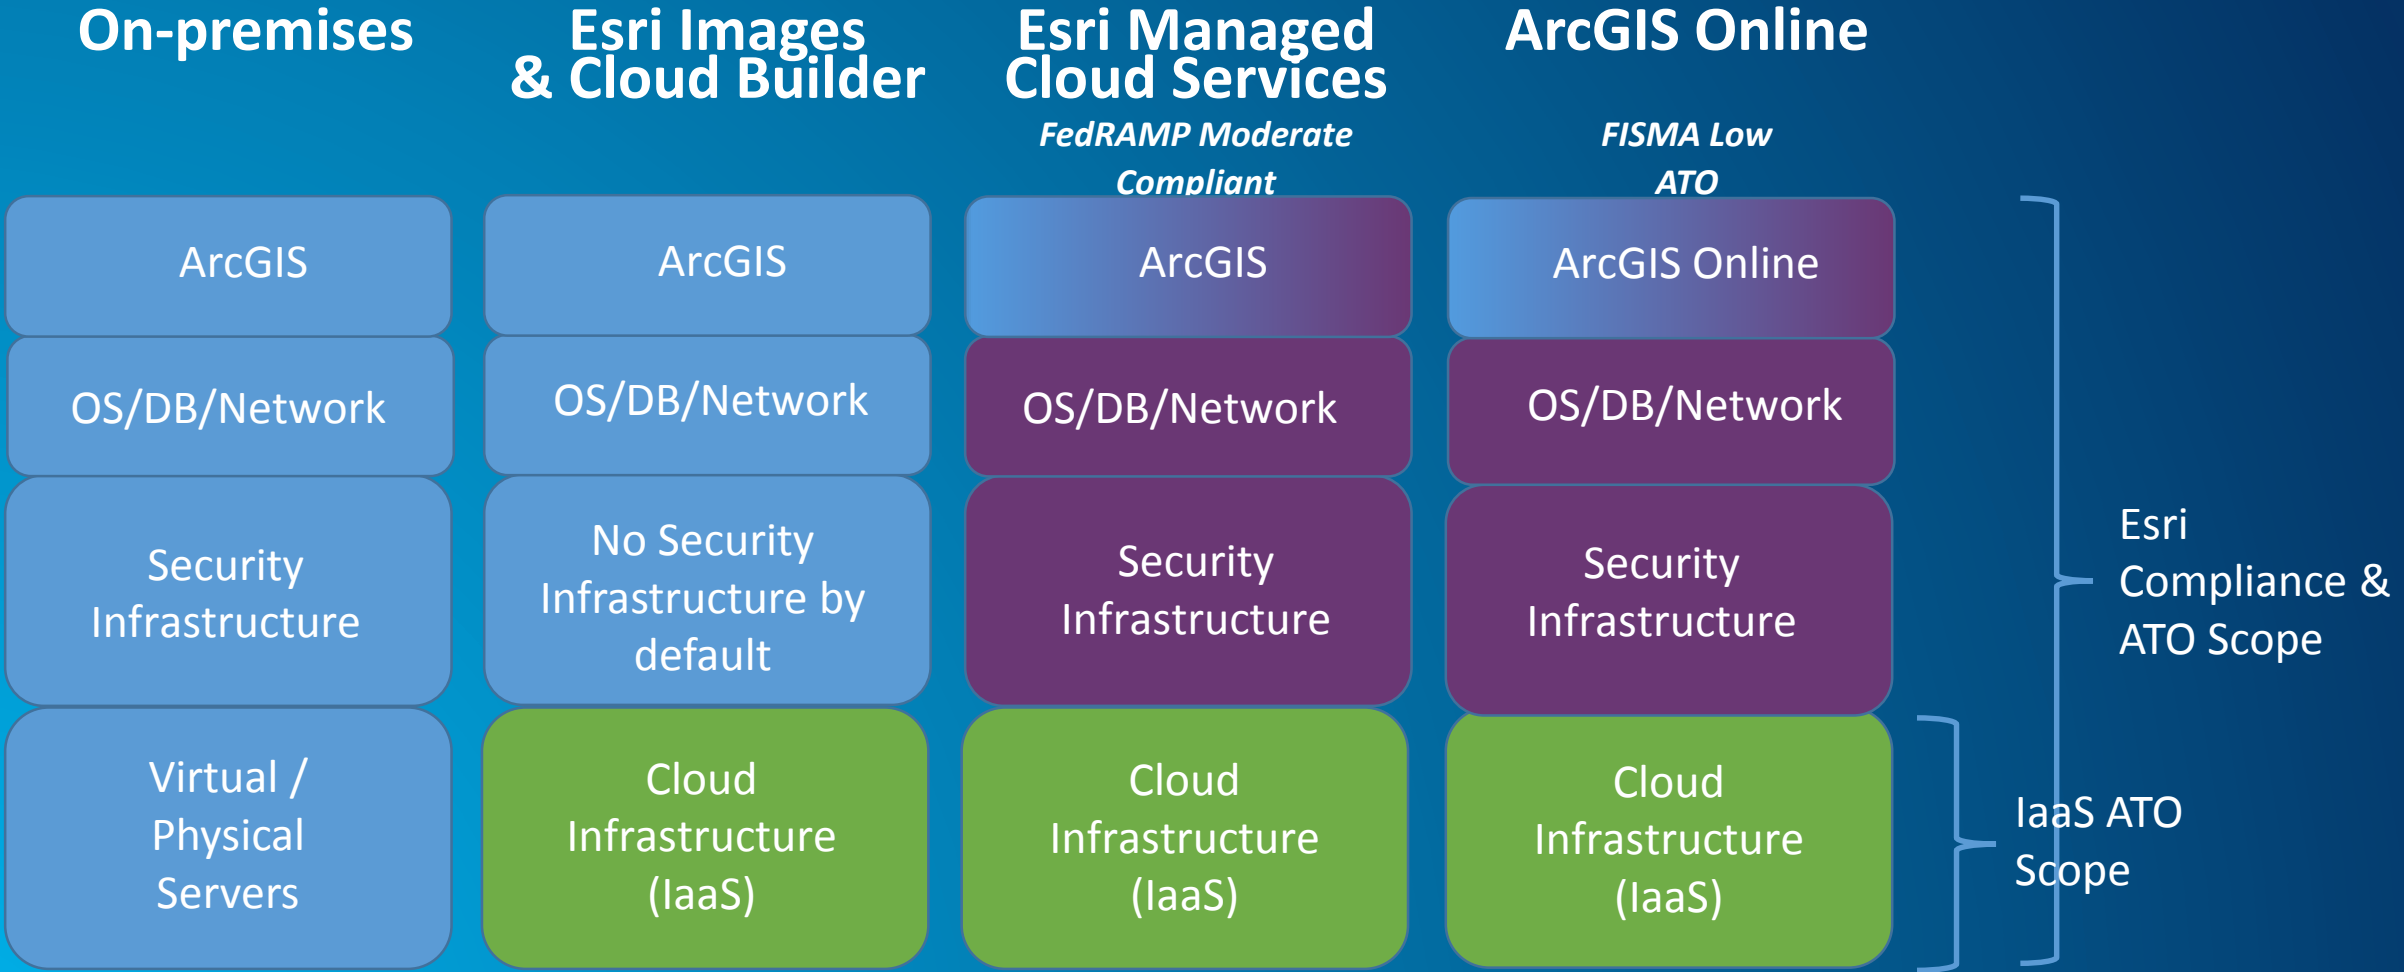 On-premises
Esri Images
& Cloud Builder
Esri Managed
Cloud Services
FedRAMP Moderate
Compliant
ArcGIS Online
FISMA Low
ATO
ArcGIS
ArcGIS
ArcGIS
ArcGIS Online
OS/DB/Network
OS/DB/Network
OS/DB/Network
OS/DB/Network
Security
Infrastructure
No Security
Infrastructure by
default
Security
Infrastructure
Security
Infrastructure
Virtual /
Physical
Servers
Cloud
Infrastructure
(IaaS)
Cloud
Infrastructure
(IaaS)
Cloud
Infrastructure
(IaaS)
Esri
Compliance &
ATO Scope
IaaS ATO
Scope